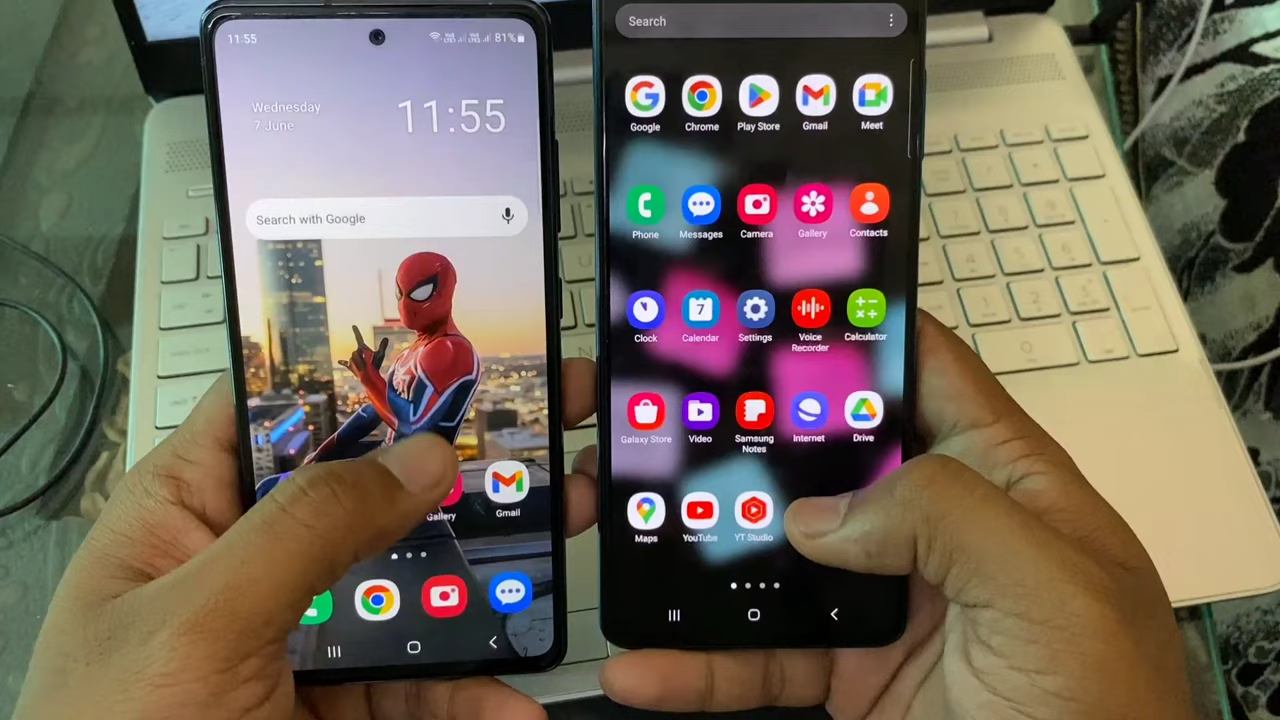 11:55
81%
Wednesday
7 June
11:55
Search with Google
Gallery
Gmail
Search
Google
Chrome
Play Store
Gmail
Meet
Phone
Messages
Camera
Gallery
Contacts
7
Clock
Calendar
Settings
Voice
Recorder
Calculator
Galaxy Store
Video
Samsung
Notes
Internet
Drive
Maps
YouTube
YT Studio